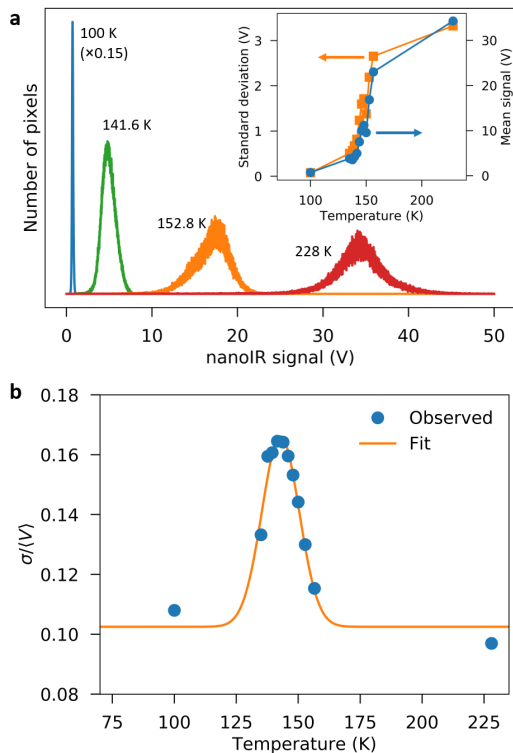 a
100 K
(×0.15)
141.6 K
152.8 K
228 K
Number of pixels
0 10 20 30 40 50
nanoIR signal (V)
Standard deviation (V)
3
2
1
0
Mean signal (V)
30
20
10
0
100 150 200
Temperature (K)
b
Observed
Fit
σ/⟨V⟩
0.18
0.16
0.14
0.12
0.10
0.08
75 100 125 150 175 200 225
Temperature (K)